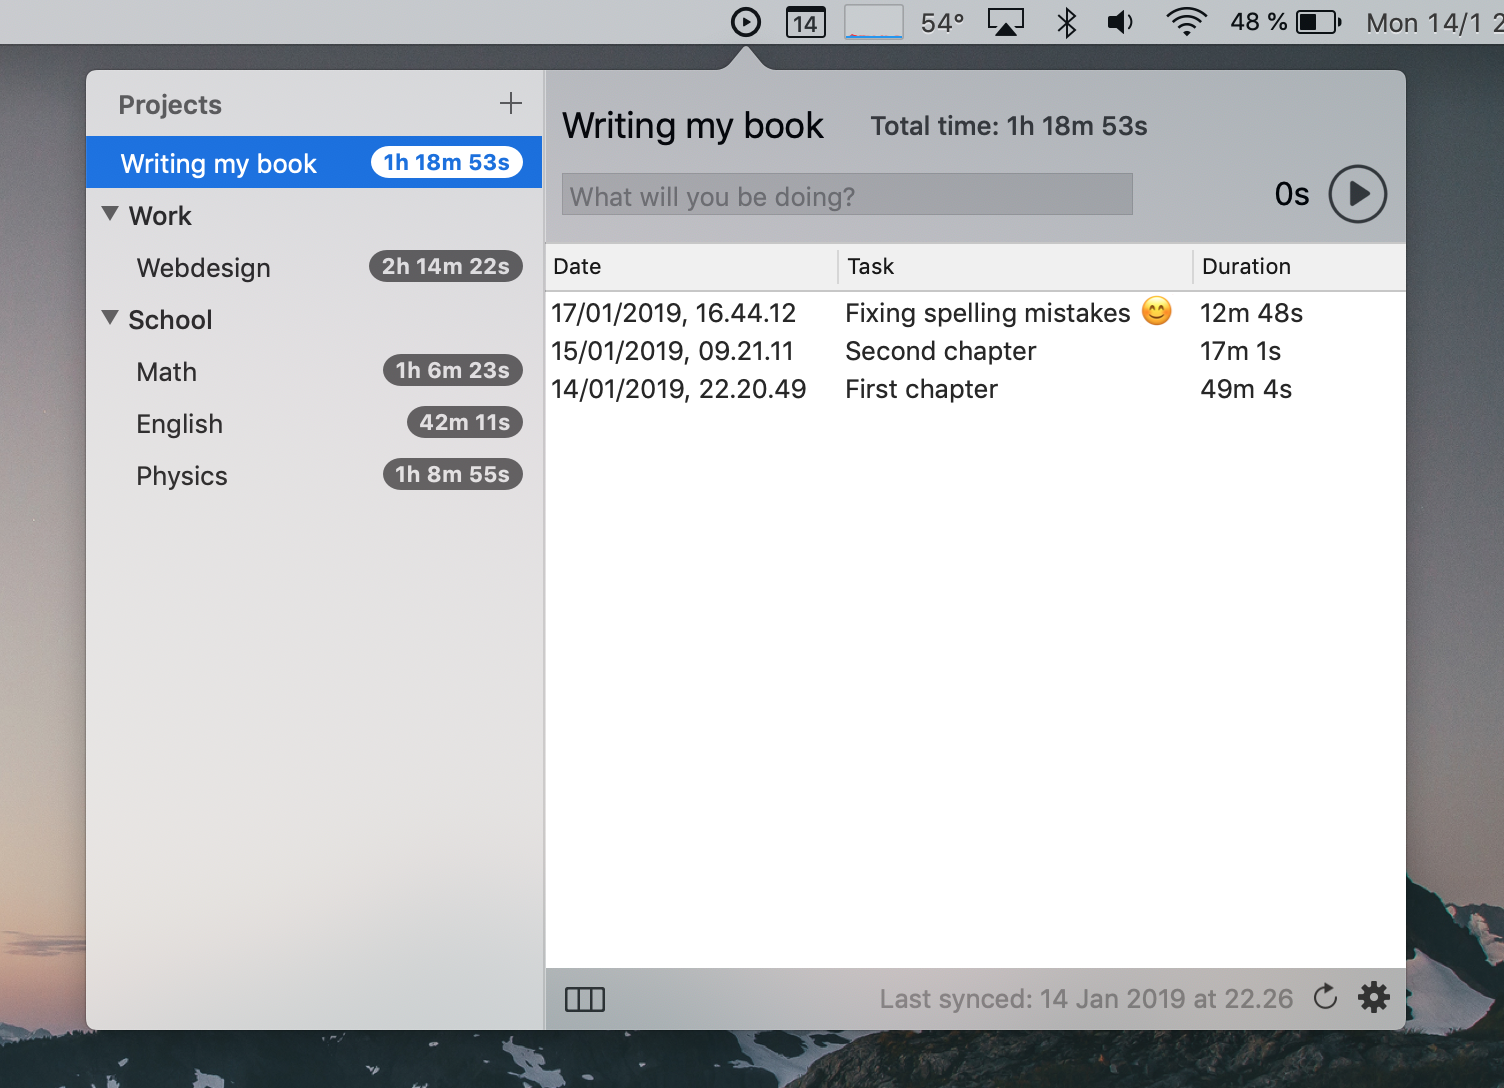 14 54° 48 % Mon 14/1 2
Projects
Writing my book 1h 18m 53s
Work
Webdesign 2h 14m 22s
School
Math 1h 6m 23s
English 42m 11s
Physics 1h 8m 55s
Writing my book Total time: 1h 18m 53s
What will you be doing? 0s
Date Task Duration
17/01/2019, 16.44.12 Fixing spelling mistakes 😊 12m 48s
15/01/2019, 09.21.11 Second chapter 17m 1s
14/01/2019, 22.20.49 First chapter 49m 4s
Last synced: 14 Jan 2019 at 22.26